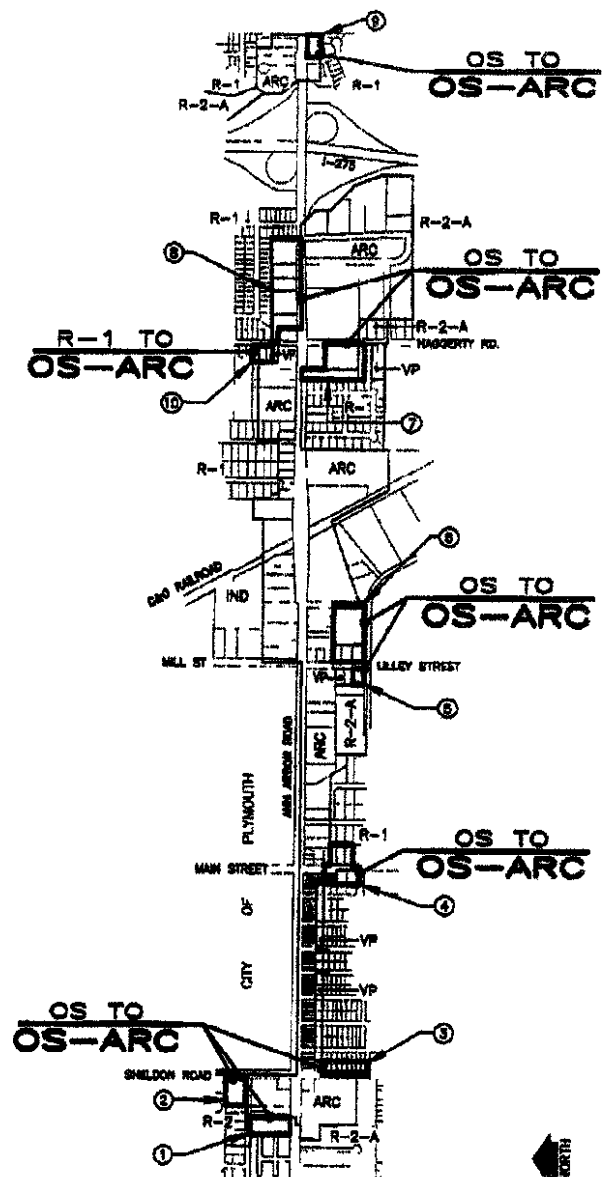 9
OS TO
OS-ARC
R-1
ARC
R-1
R-2-A
I-275
R-1
R-2-A
8
ARC
OS TO
OS-ARC
R-1 TO
OS-ARC
R-2-A
HAGGERTY RD.
VP
VP
10
ARC
R-1
7
R-1
ARC
C&O RAILROAD
IND
6
OS TO
OS-ARC
MILL ST
LILLEY STREET
VP
5
R-2-A
ARC
ANN ARBOR ROAD
PLYMOUTH
R-1
OS TO
OS-ARC
MAIN STREET
4
OF
VP
CITY
VP
OS TO
OS-ARC
3
SHELDON ROAD
2
R-2
ARC
1
R-2-A
NORTH